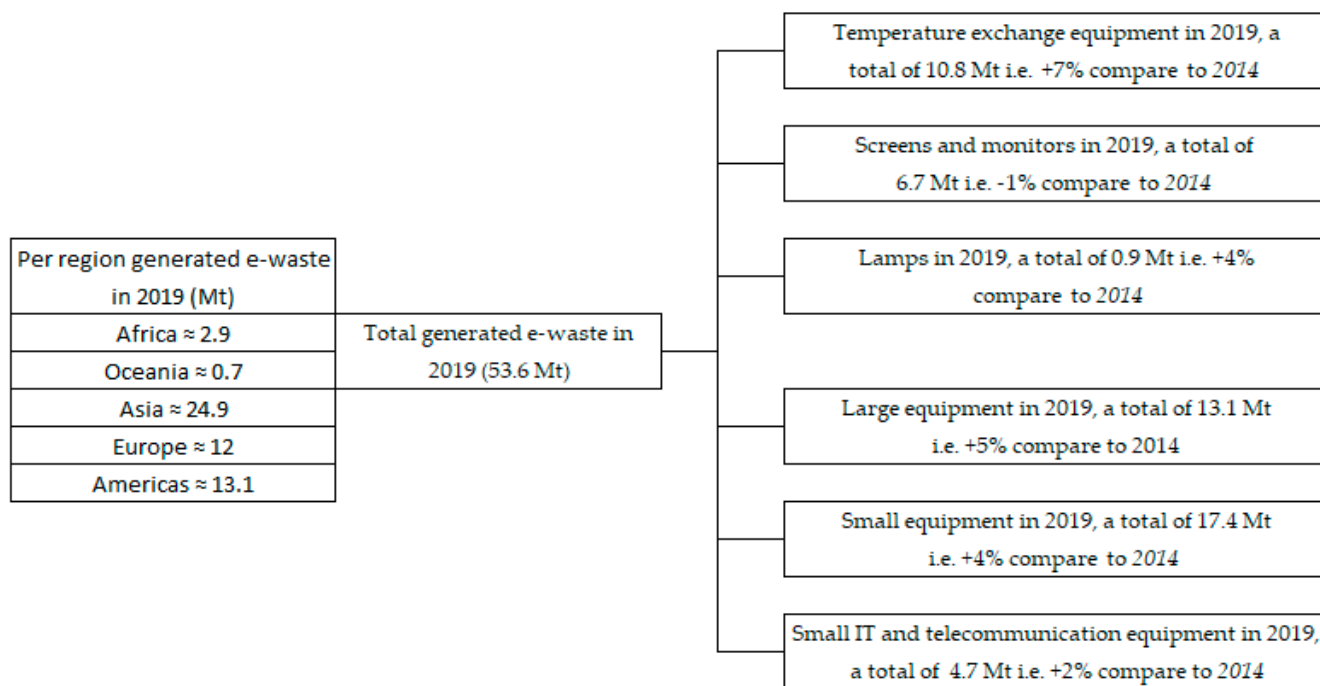 Per region generated e-waste
in 2019 (Mt)
Africa ≈ 2.9
Oceania ≈ 0.7
Asia ≈ 24.9
Europe ≈ 12
Americas ≈ 13.1
Total generated e-waste in
2019 (53.6 Mt)
Temperature exchange equipment in 2019, a
total of 10.8 Mt i.e. +7% compare to 2014
Screens and monitors in 2019, a total of
6.7 Mt i.e. -1% compare to 2014
Lamps in 2019, a total of 0.9 Mt i.e. +4%
compare to 2014
Large equipment in 2019, a total of 13.1 Mt
i.e. +5% compare to 2014
Small equipment in 2019, a total of 17.4 Mt
i.e. +4% compare to 2014
Small IT and telecommunication equipment in 2019,
a total of 4.7 Mt i.e. +2% compare to 2014